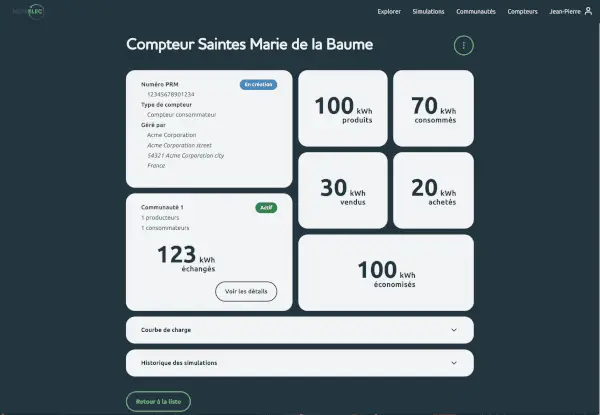 Explorer Simulations Communautés Compteurs Jean-Pierre
Compteur Saintes Marie de la Baume
Numéro PRM
En création
12345678901234
Type de compteur
Compteur consommateur
Géré par
Acme Corporation
Acme Corporation street
54321 Acme Corporation city
France
100 kWh
produits
70 kWh
consommés
30 kWh
vendus
20 kWh
achetés
Communauté 1
Actif
1 producteurs
1 consommateurs
123 kWh
échangés
Voir les détails
100 kWh
économisés
Courbe de charge
Historique des simulations
Retour à la liste